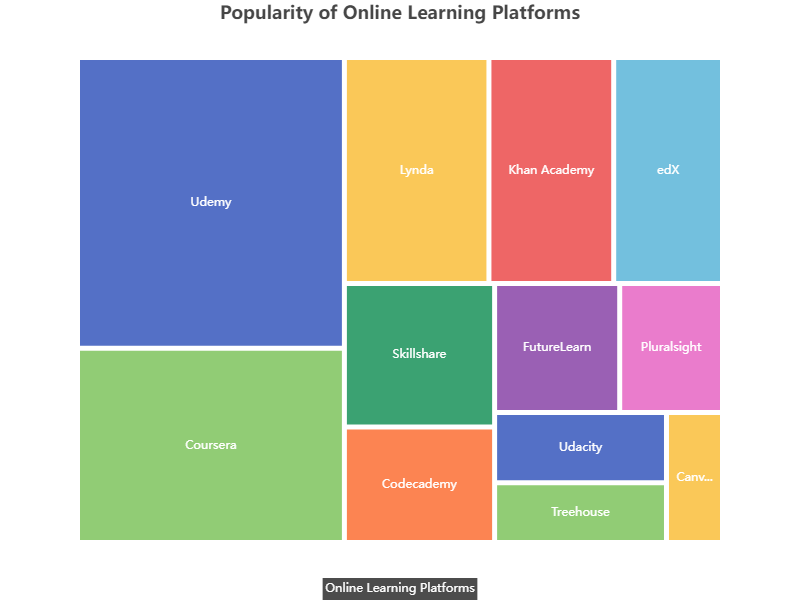 Popularity of Online Learning Platforms
Udemy
Lynda
Khan Academy
edX
Skillshare
FutureLearn
Pluralsight
Coursera
Udacity
Canv...
Codecademy
Treehouse
Online Learning Platforms